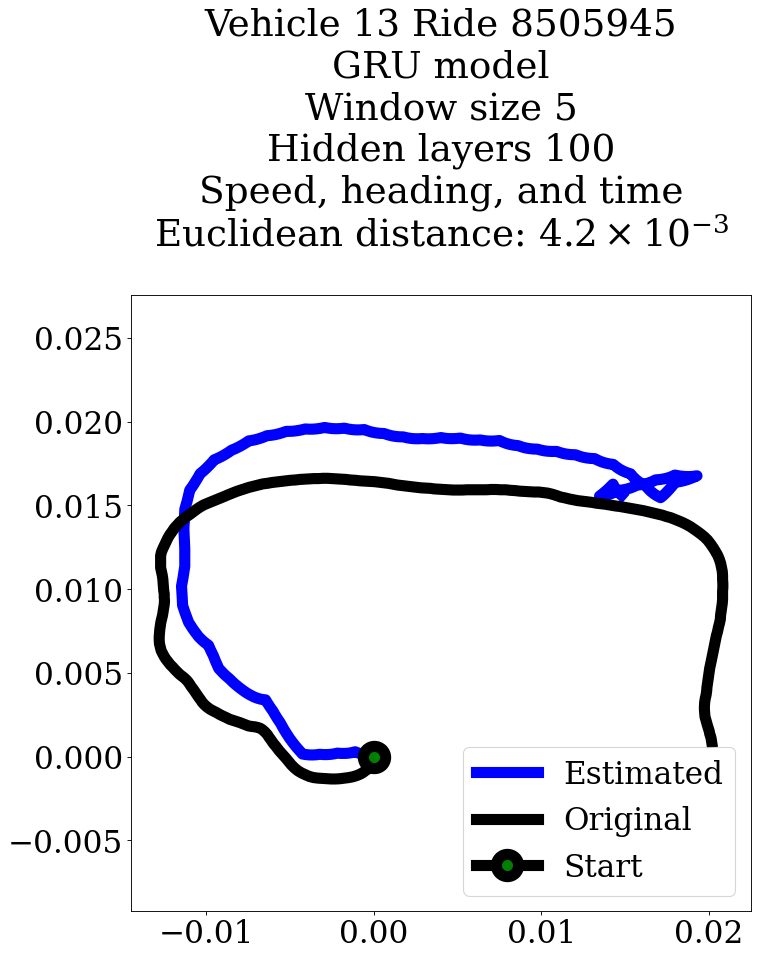 Vehicle 13 Ride 8505945
GRU model
Window size 5
Hidden layers 100
Speed, heading, and time
Euclidean distance: 4.2 × 10⁻³
0.025
0.020
0.015
0.010
0.005
0.000
−0.005
Estimated
Original
Start
−0.01 0.00 0.01 0.02